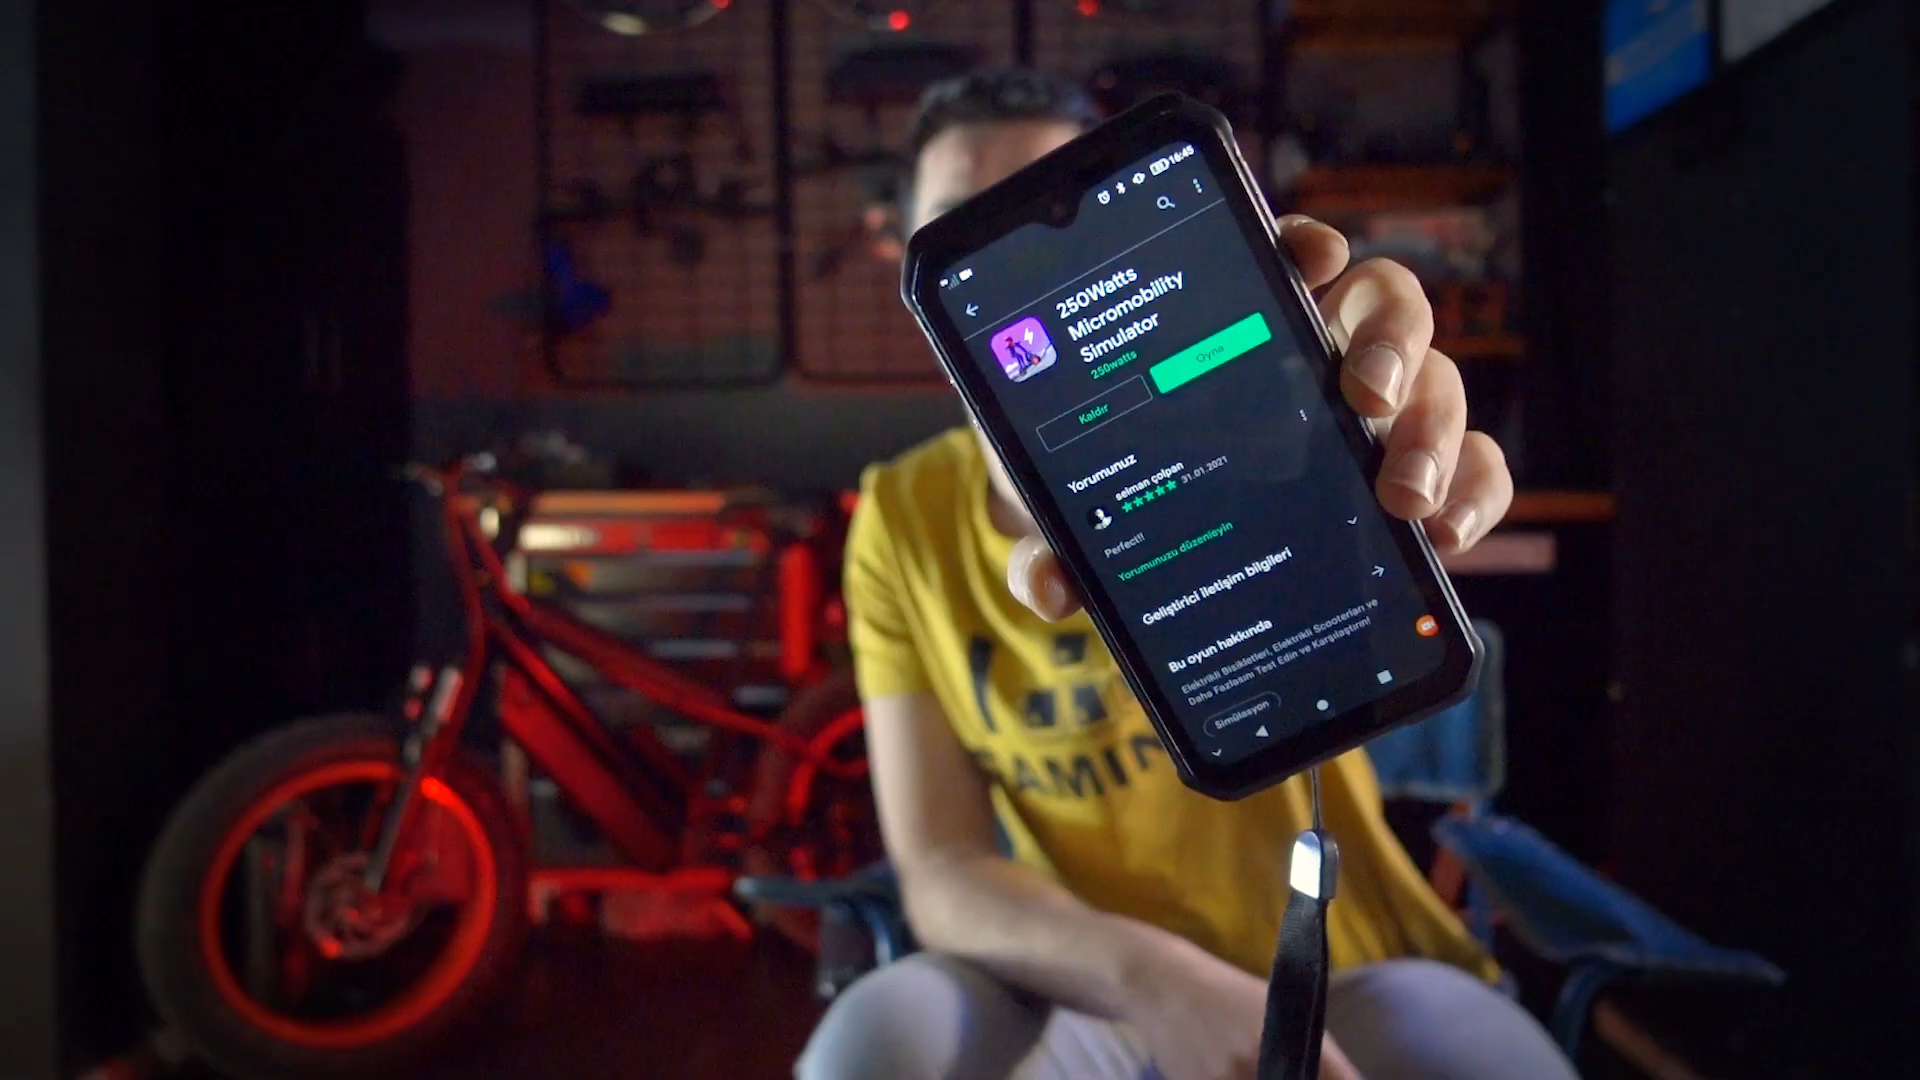 16:45
250Watts
Micromobility
Simulator
250watts
Kaldır
Oyna
Yorumunuz
selman çolpan
31.01.2021
Perfect!!
Yorumunuzu düzenleyin
Geliştirici iletişim bilgileri
Bu oyun hakkında
Elektrikli Bisikletleri, Elektrikli Scooterları ve
Daha Fazlasını Test Edin ve Karşılaştırın!
Simülasyon